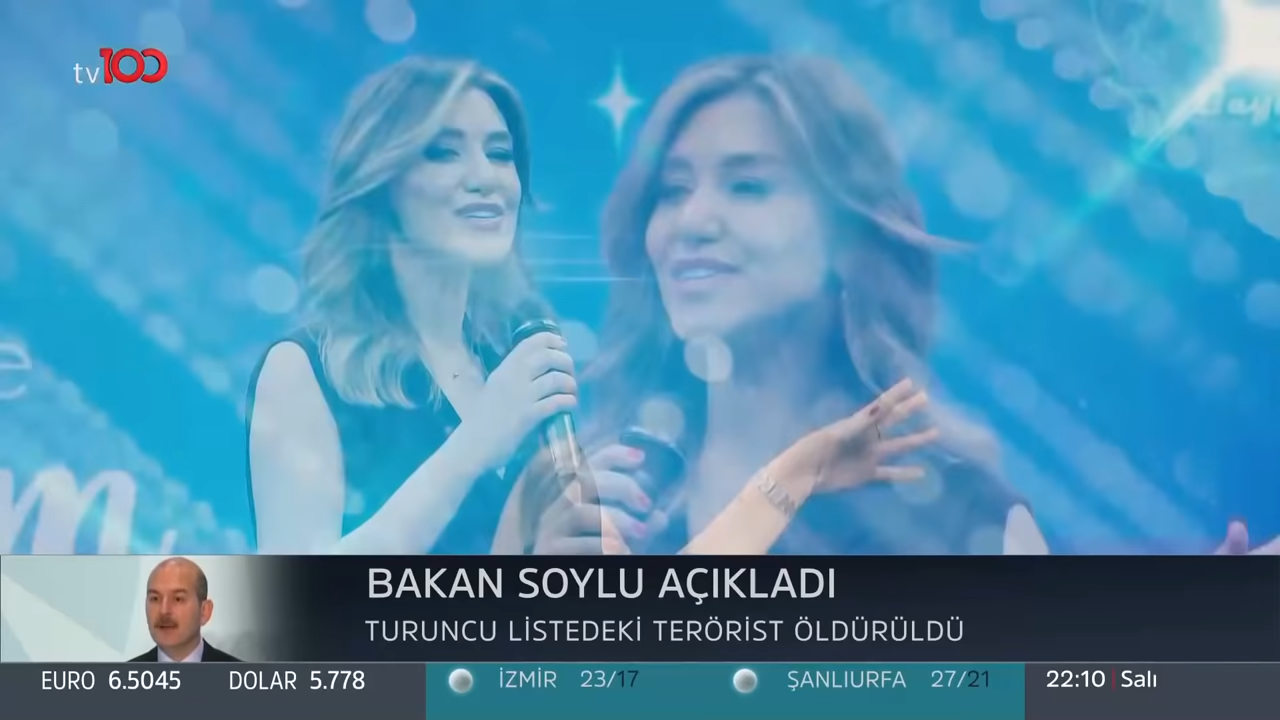 tv100
e
m
BAKAN SOYLU AÇIKLADI
TURUNCU LİSTEDEKİ TERÖRİST ÖLDÜRÜLDÜ
EURO 6.5045 DOLAR 5.778 İZMİR 23/17 ŞANLIURFA 27/21 22:10 Salı